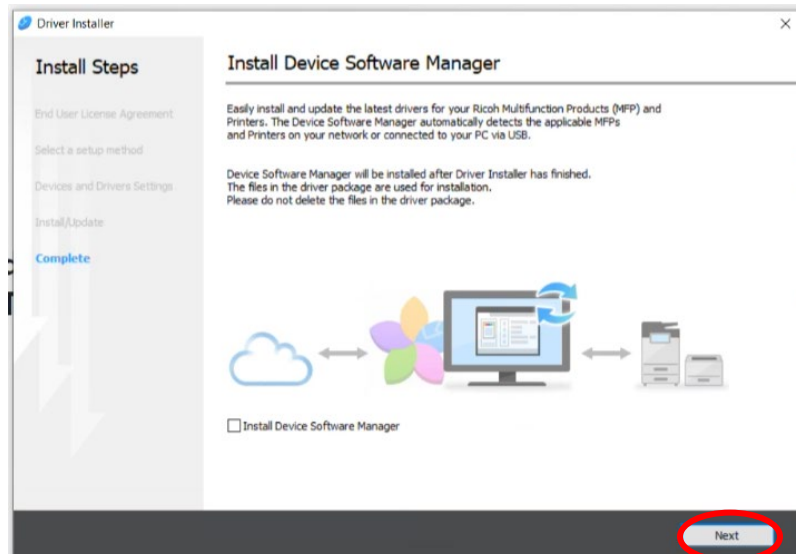 Driver Installer
Install Steps
End User License Agreement
Select a setup method
Devices and Drivers Settings
Install/Update
Complete
Install Device Software Manager
Easily install and update the latest drivers for your Ricoh Multifunction Products (MFP) and
Printers. The Device Software Manager automatically detects the applicable MFPs
and Printers on your network or connected to your PC via USB.
Device Software Manager will be installed after Driver Installer has finished.
The files in the driver package are used for installation.
Please do not delete the files in the driver package.
Install Device Software Manager
Next